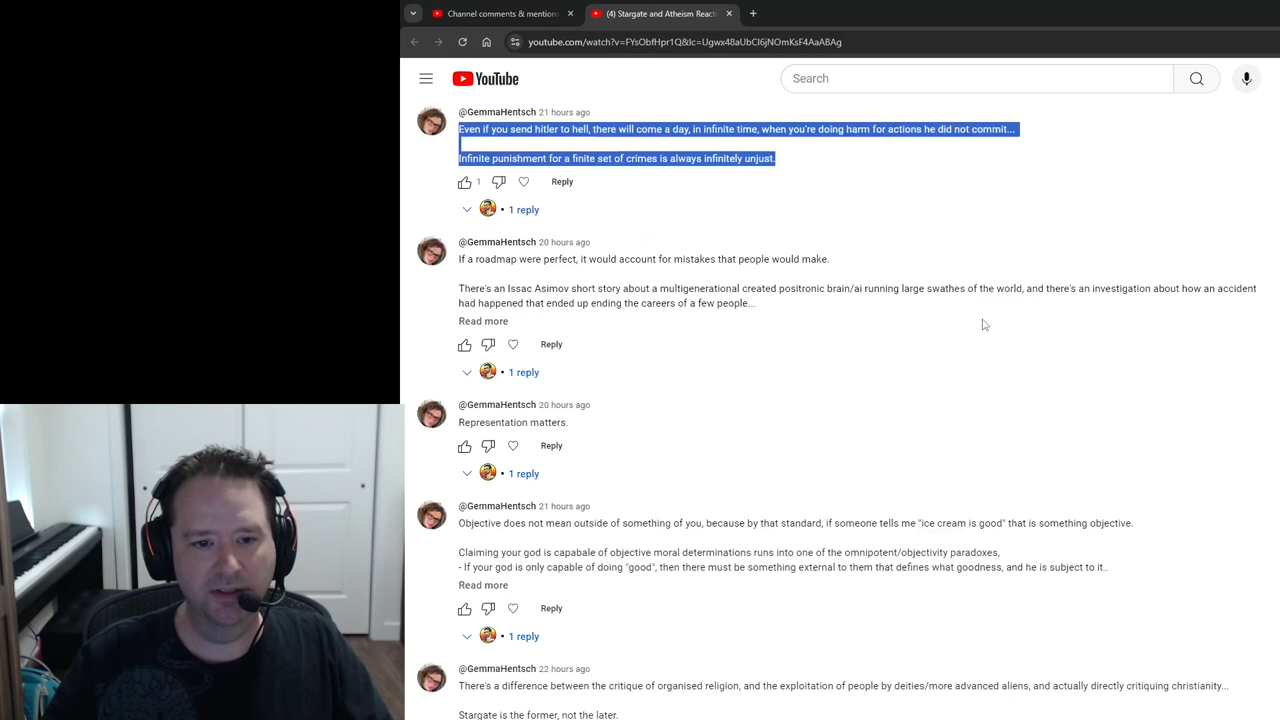 Channel comments & mention
(4) Stargate and Atheism Reacti
youtube.com/watch?v=FYsObfHpr1Q&lc=Ugwx48aUbCl6jNOmKsF4AaABAg
YouTube
Search
@GemmaHentsch 21 hours ago
Even if you send hitler to hell, there will come a day, in infinite time, when you're doing harm for actions he did not commit...
Infinite punishment for a finite set of crimes is always infinitely unjust.
1
Reply
1 reply
@GemmaHentsch 20 hours ago
If a roadmap were perfect, it would account for mistakes that people would make.
There's an Issac Asimov short story about a multigenerational created positronic brain/ai running large swathes of the world, and there's an investigation about how an accident
had happened that ended up ending the careers of a few people...
Read more
Reply
1 reply
@GemmaHentsch 20 hours ago
Representation matters.
Reply
1 reply
@GemmaHentsch 21 hours ago
Objective does not mean outside of something of you, because by that standard, if someone tells me "ice cream is good" that is something objective.
Claiming your god is capabale of objective moral determinations runs into one of the omnipotent/objectivity paradoxes,
- If your god is only capable of doing "good", then there must be something external to them that defines what goodness, and he is subject to it..
Read more
Reply
1 reply
@GemmaHentsch 22 hours ago
There's a difference between the critique of organised religion, and the exploitation of people by deities/more advanced aliens, and actually directly critiquing christianity...
Stargate is the former, not the later.